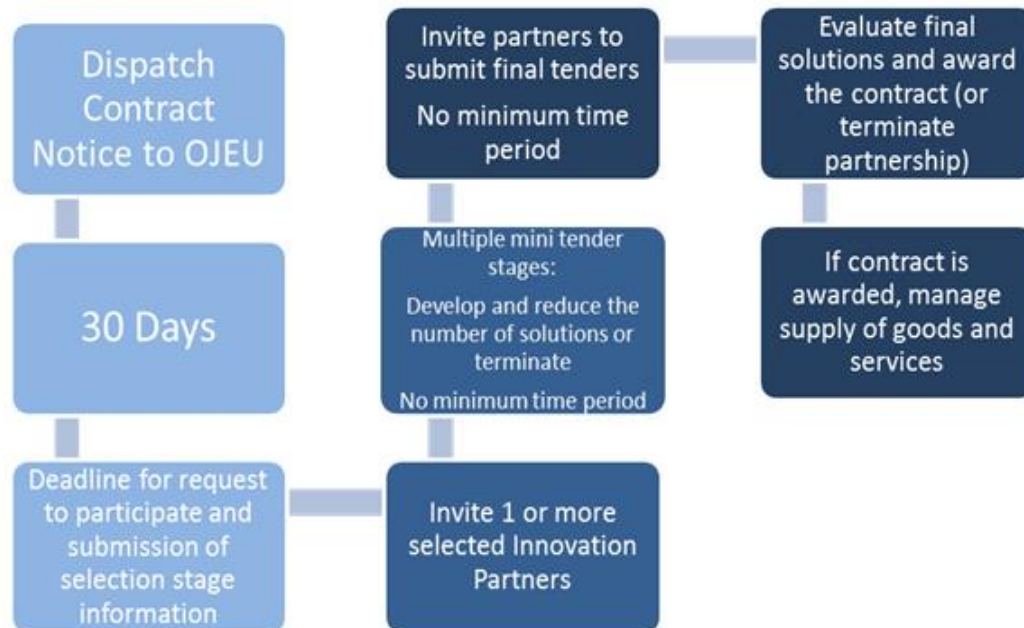 Dispatch
Contract
Notice to OJEU
30 Days
Deadline for request
to participate and
submission of
selection stage
information
Invite 1 or more
selected Innovation
Partners
Multiple mini tender
stages:
Develop and reduce the
number of solutions or
terminate
No minimum time period
Invite partners to
submit final tenders
No minimum time
period
Evaluate final
solutions and award
the contract (or
terminate
partnership)
If contract is
awarded, manage
supply of goods and
services